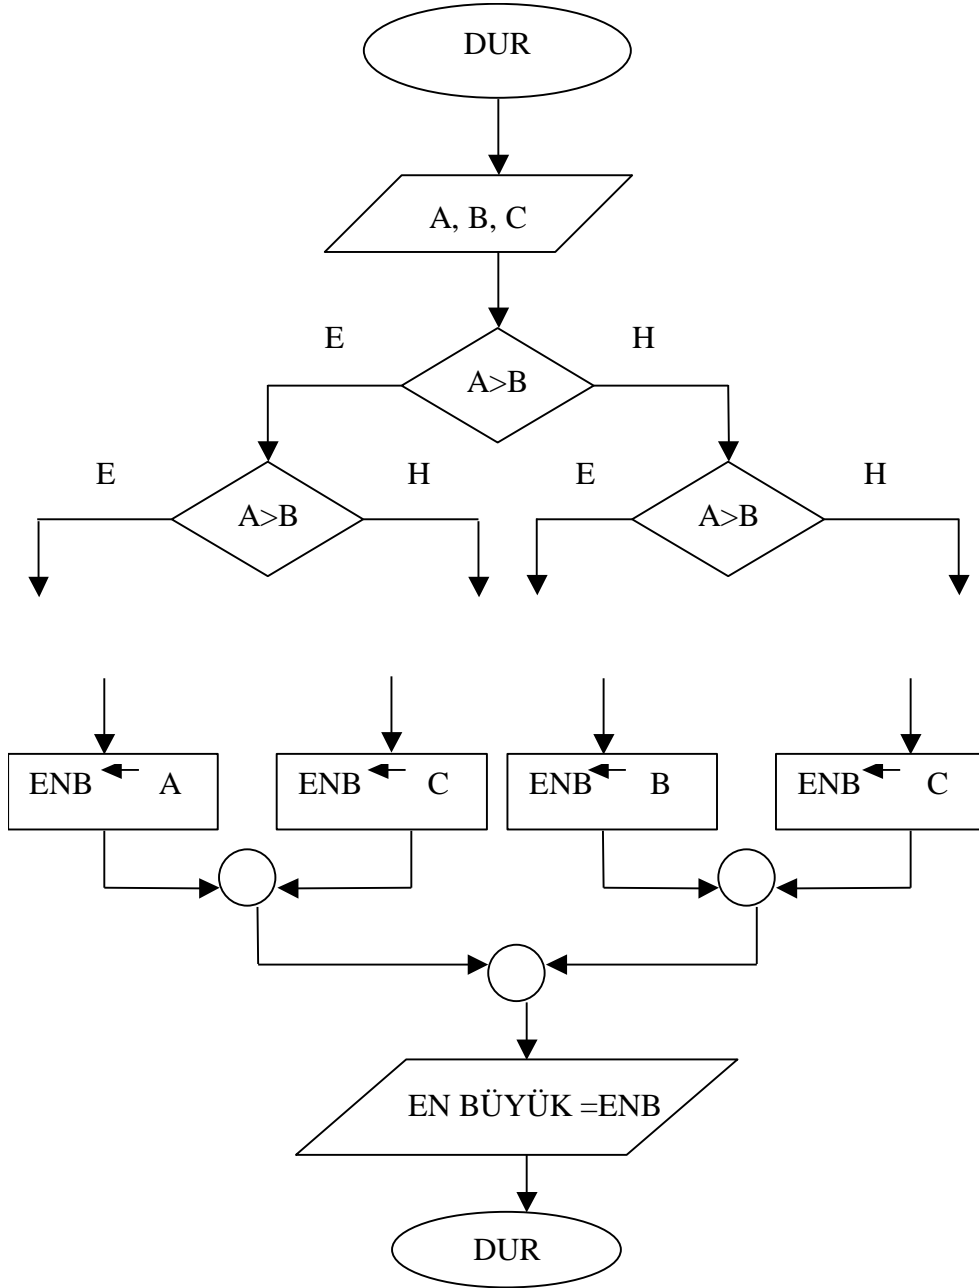 DUR
A, B, C
E
H
A>B
E
H
E
H
A>B
A>B
ENB ← A
ENB ← C
ENB ← B
ENB ← C
EN BÜYÜK =ENB
DUR